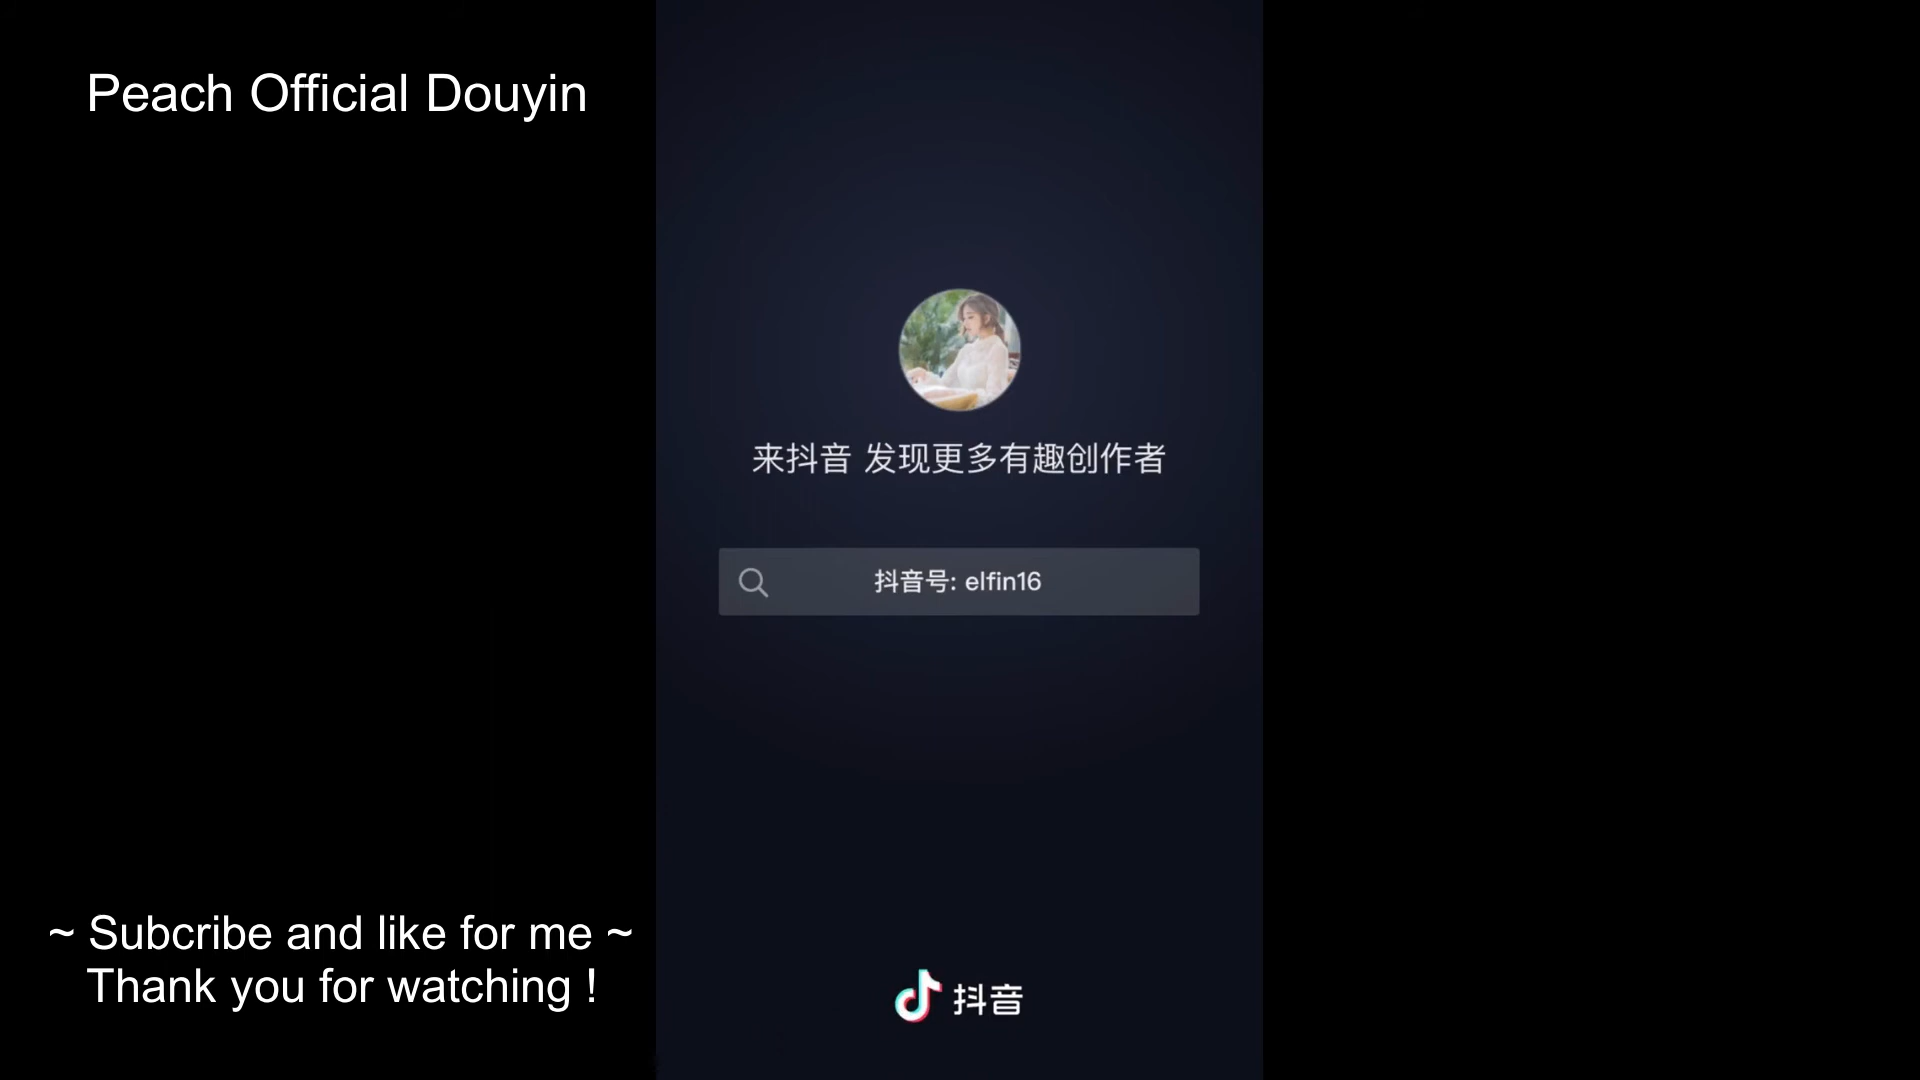 Peach Official Douyin
来抖音 发现更多有趣创作者
抖音号: elfin16
~ Subcribe and like for me ~
Thank you for watching !
抖音